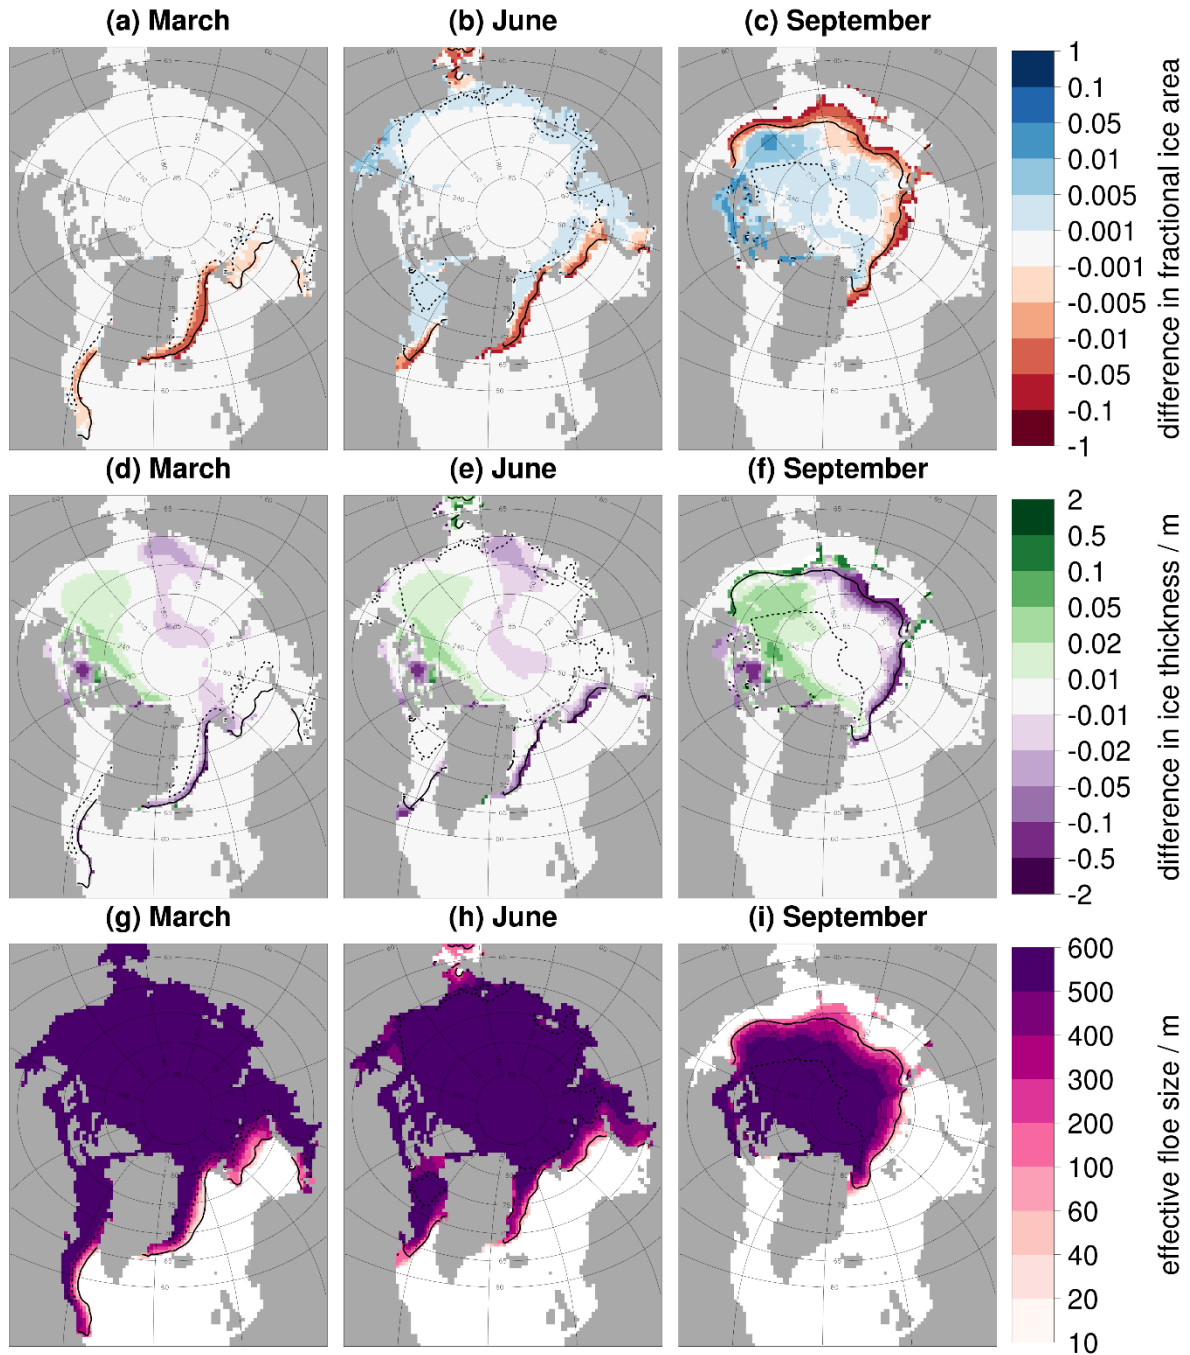 (a) March
(b) June
(c) September
1
0.1
0.05
0.01
0.005
0.001
-0.001
-0.005
-0.01
-0.05
-0.1
-1
difference in fractional ice area
(d) March
(e) June
(f) September
2
0.5
0.1
0.05
0.02
0.01
-0.01
-0.02
-0.05
-0.1
-0.5
-2
difference in ice thickness / m
(g) March
(h) June
(i) September
600
500
400
300
200
100
60
40
20
10
effective floe size / m